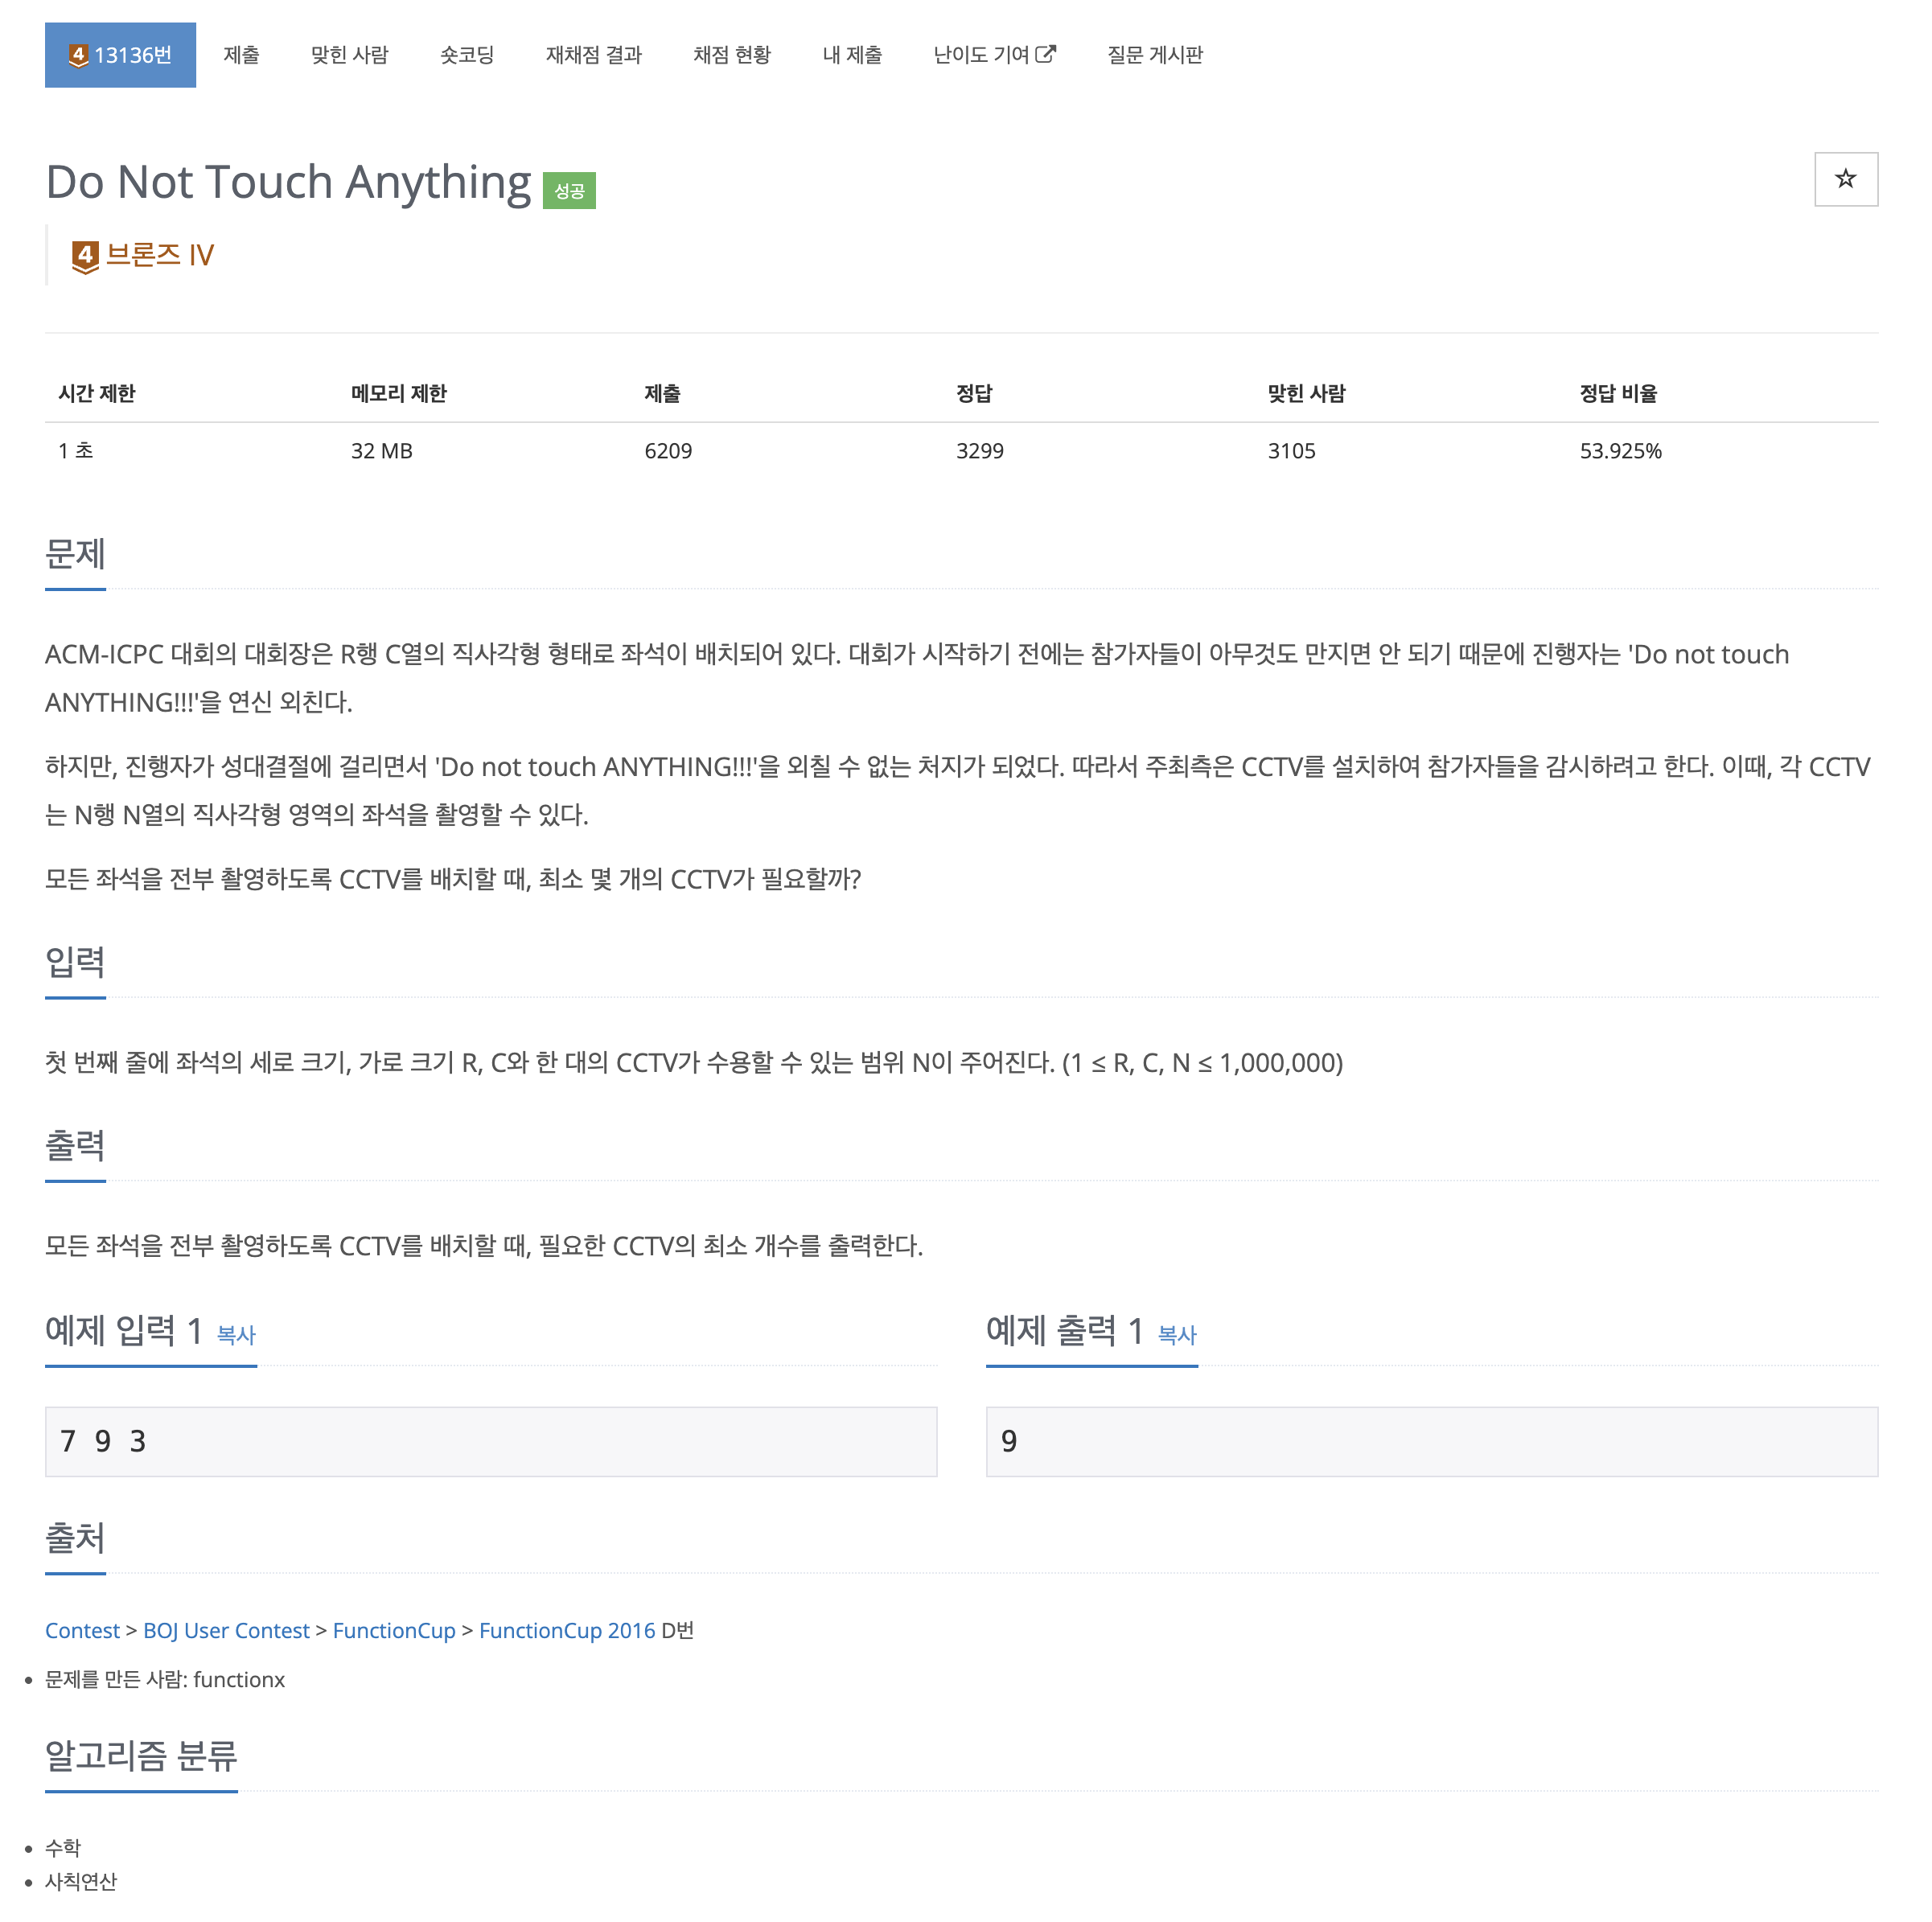 4 13136번 제출 맞힌 사람 숏코딩 재채점 결과 채점 현황 내 제출 난이도 기여 질문 게시판
Do Not Touch Anything 성공
4 브론즈 IV
시간 제한 메모리 제한 제출 정답 맞힌 사람 정답 비율
1 초 32 MB 6209 3299 3105 53.925%
문제
ACM-ICPC 대회의 대회장은 R행 C열의 직사각형 형태로 좌석이 배치되어 있다. 대회가 시작하기 전에는 참가자들이 아무것도 만지면 안 되기 때문에 진행자는 'Do not touch
ANYTHING!!!'을 연신 외친다.
하지만, 진행자가 성대결절에 걸리면서 'Do not touch ANYTHING!!!'을 외칠 수 없는 처지가 되었다. 따라서 주최측은 CCTV를 설치하여 참가자들을 감시하려고 한다. 이때, 각 CCTV
는 N행 N열의 직사각형 영역의 좌석을 촬영할 수 있다.
모든 좌석을 전부 촬영하도록 CCTV를 배치할 때, 최소 몇 개의 CCTV가 필요할까?
입력
첫 번째 줄에 좌석의 세로 크기, 가로 크기 R, C와 한 대의 CCTV가 수용할 수 있는 범위 N이 주어진다. (1 ≤ R, C, N ≤ 1,000,000)
출력
모든 좌석을 전부 촬영하도록 CCTV를 배치할 때, 필요한 CCTV의 최소 개수를 출력한다.
예제 입력 1 복사 예제 출력 1 복사
7 9 3 9
출처
Contest > BOJ User Contest > FunctionCup > FunctionCup 2016 D번
• 문제를 만든 사람: functionx
알고리즘 분류
• 수학
• 사칙연산